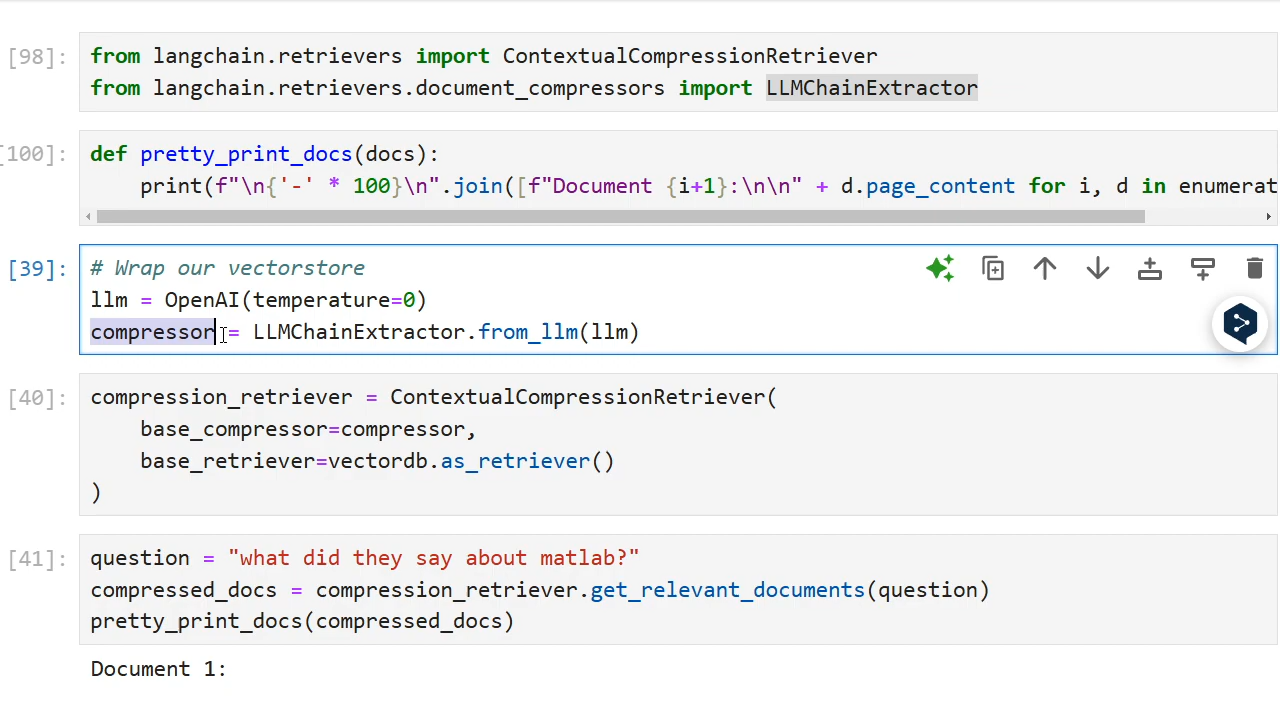 [98]:
from langchain.retrievers import ContextualCompressionRetriever
from langchain.retrievers.document_compressors import LLMChainExtractor
[100]:
def pretty_print_docs(docs):
    print(f"\n{'-' * 100}\n".join([f"Document {i+1}:\n\n" + d.page_content for i, d in enumerat
[39]:
# Wrap our vectorstore
llm = OpenAI(temperature=0)
compressor = LLMChainExtractor.from_llm(llm)
[40]:
compression_retriever = ContextualCompressionRetriever(
    base_compressor=compressor,
    base_retriever=vectordb.as_retriever()
)
[41]:
question = "what did they say about matlab?"
compressed_docs = compression_retriever.get_relevant_documents(question)
pretty_print_docs(compressed_docs)
Document 1: